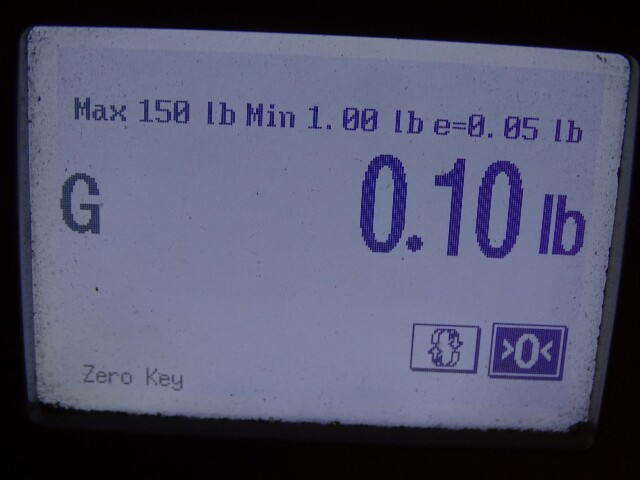 Max 150 lb Min 1.00 lb e=0.05 lb
G 0.10 lb
>0<
Zero Key